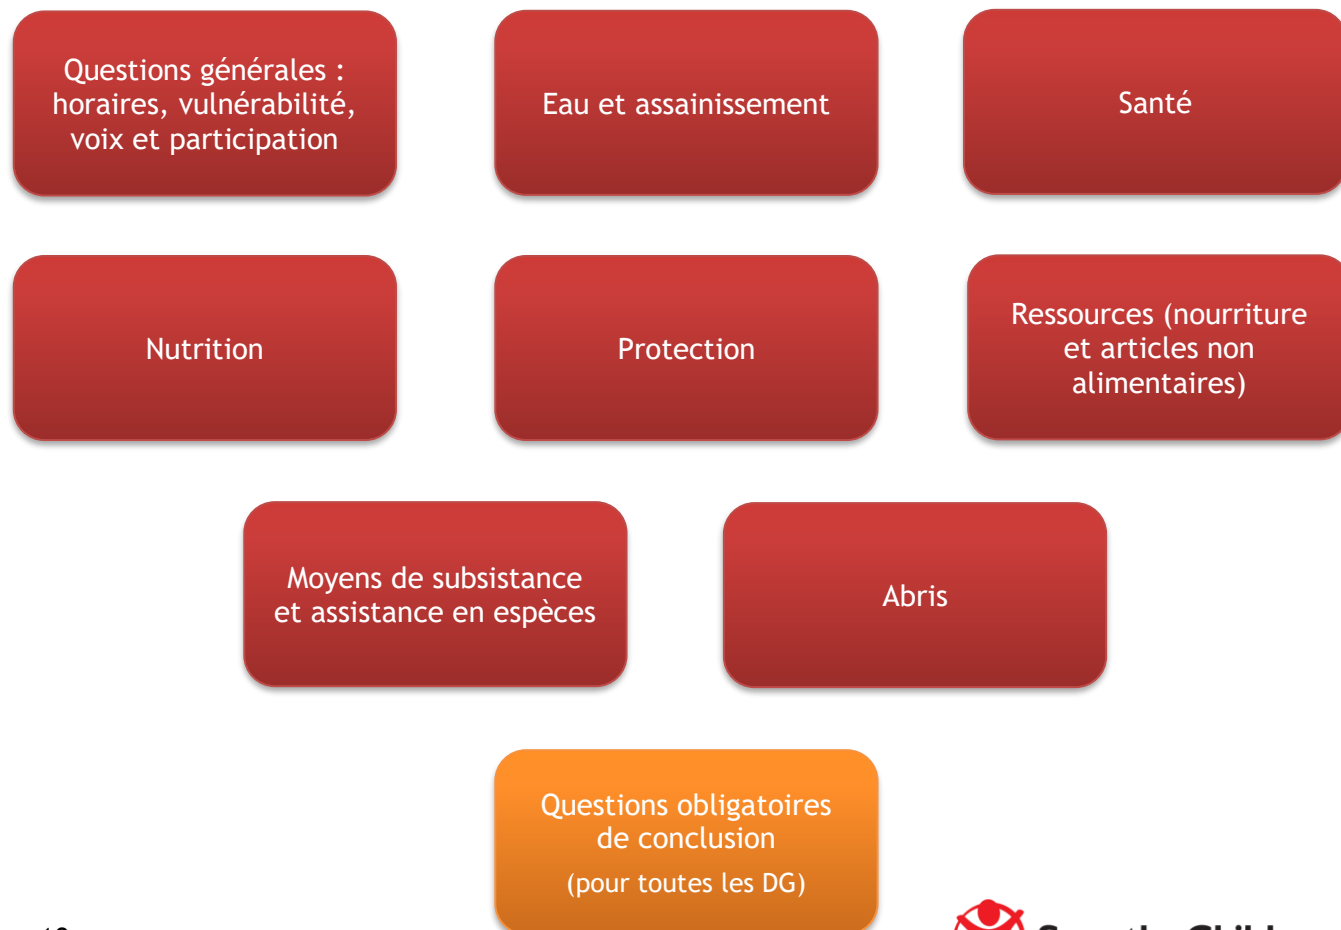 Questions générales :
horaires, vulnérabilité,
voix et participation
Eau et assainissement
Santé
Nutrition
Protection
Ressources (nourriture
et articles non
alimentaires)
Moyens de subsistance
et assistance en espèces
Abris
Questions obligatoires
de conclusion
(pour toutes les DG)